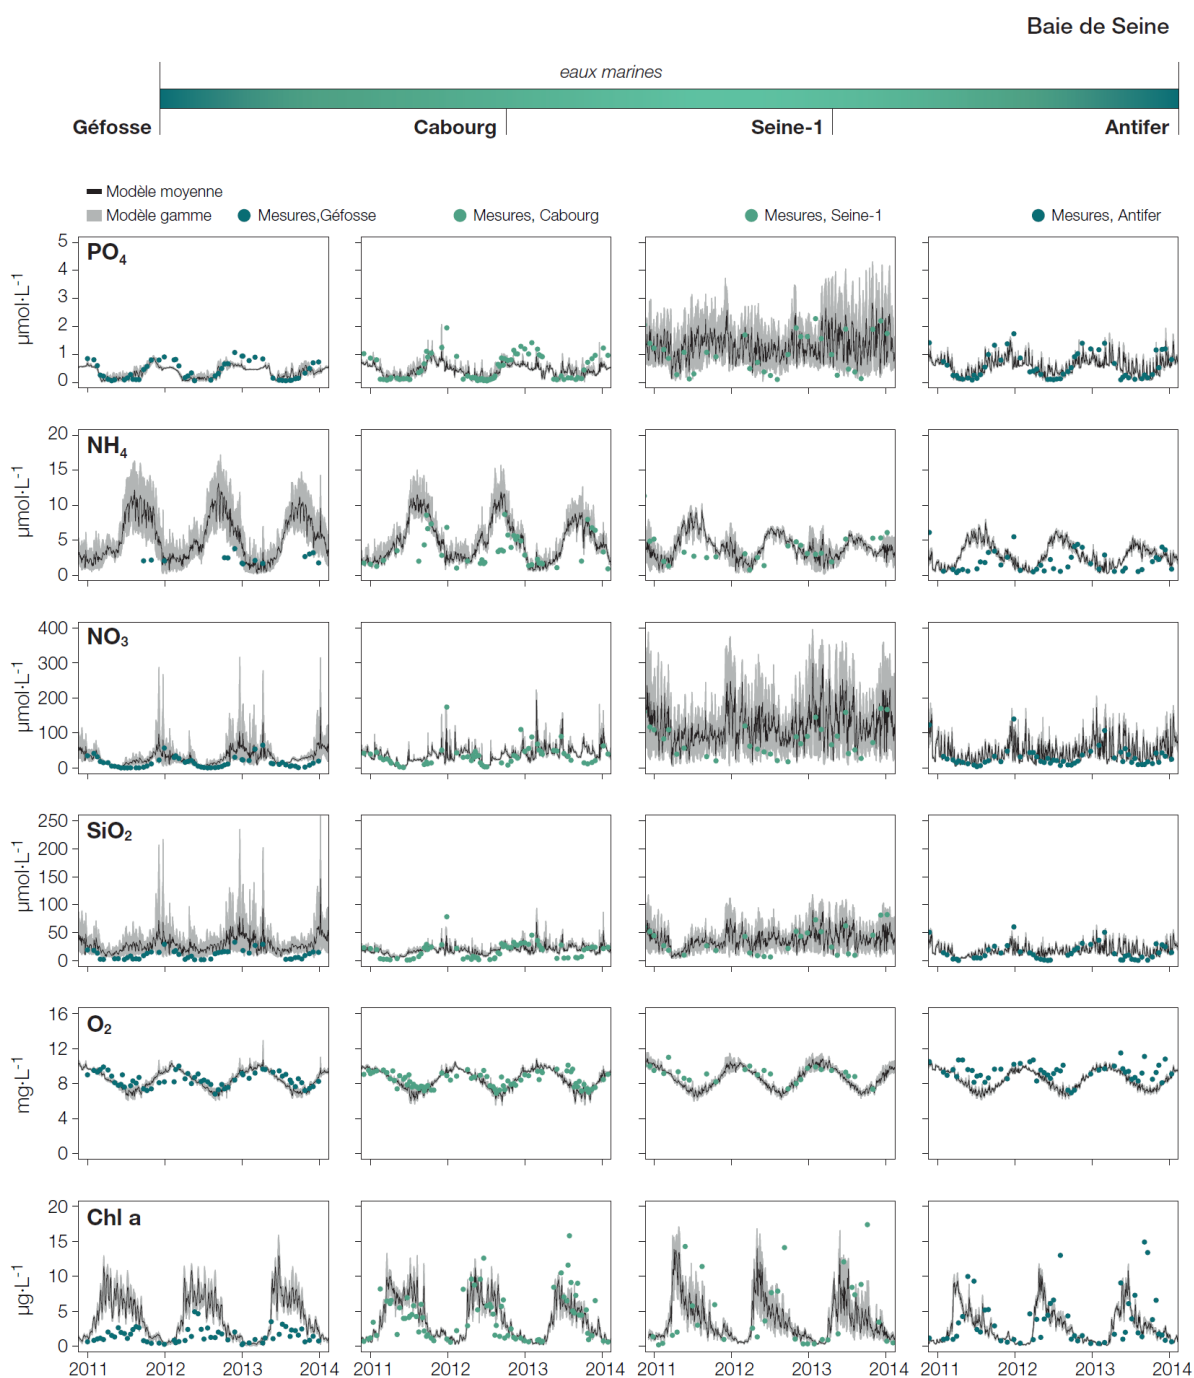 Baie de Seine
eaux marines
Géfosse
Cabourg
Seine-1
Antifer
Modèle moyenne
Modèle gamme
Mesures,Géfosse
Mesures, Cabourg
Mesures, Seine-1
Mesures, Antifer
PO4
µmol·L-1
5
4
3
2
1
0
NH4
µmol·L-1
20
15
10
5
0
NO3
µmol·L-1
400
300
200
100
0
SiO2
µmol·L-1
250
200
150
100
50
0
O2
mg·L-1
16
12
8
4
0
Chl a
µg·L-1
20
15
10
5
0
2011 2012 2013 2014 2011 2012 2013 2014 2011 2012 2013 2014 2011 2012 2013 2014